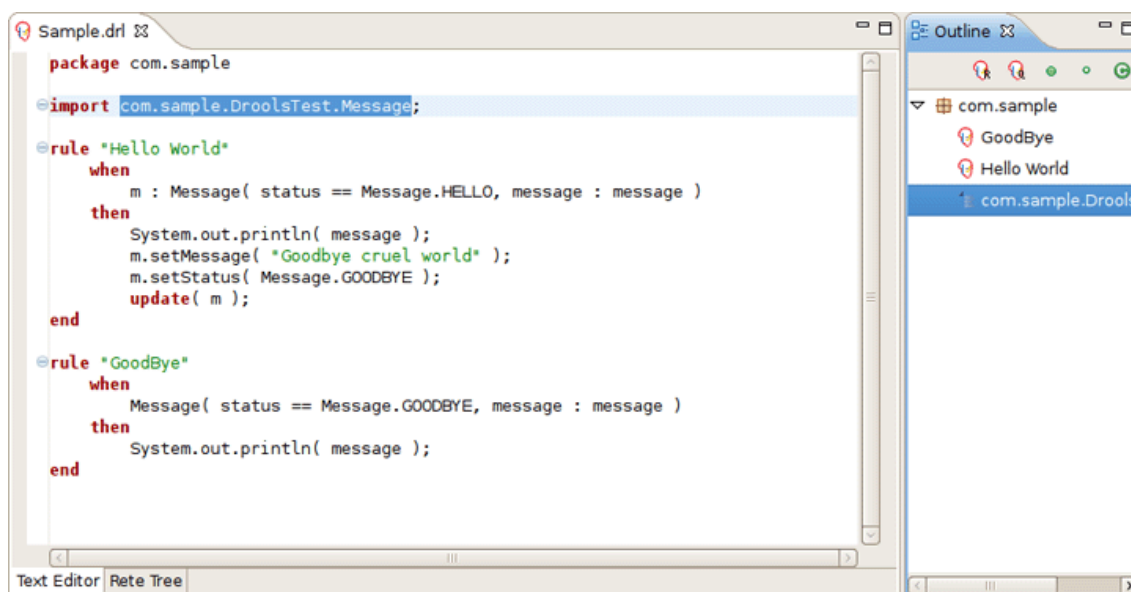 Sample.drl
package com.sample
import com.sample.DroolsTest.Message;
rule "Hello World"
when
m : Message( status == Message.HELLO, message : message )
then
System.out.println( message );
m.setMessage( "Goodbye cruel world" );
m.setStatus( Message.GOODBYE );
update( m );
end
rule "GoodBye"
when
Message( status == Message.GOODBYE, message : message )
then
System.out.println( message );
end
Text Editor Rete Tree
Outline
com.sample
GoodBye
Hello World
com.sample.Drools